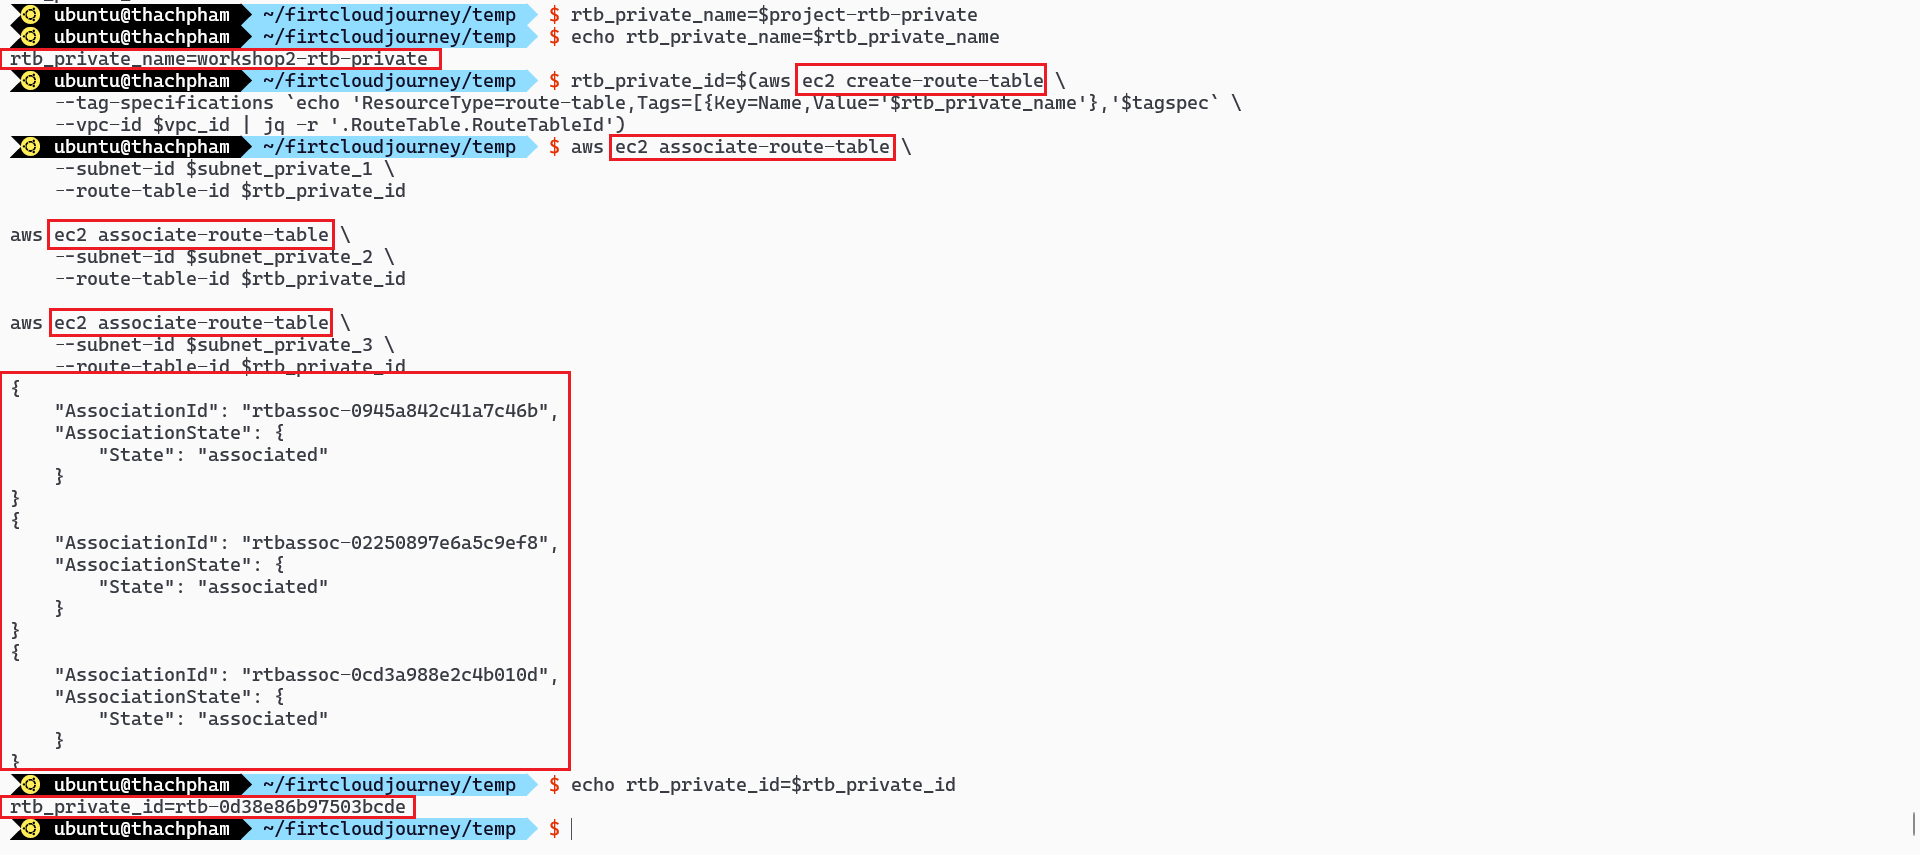 ubuntu@thachpham ~/firtcloudjourney/temp $ rtb_private_name=$project-rtb-private
ubuntu@thachpham ~/firtcloudjourney/temp $ echo rtb_private_name=$rtb_private_name
rtb_private_name=workshop2-rtb-private
ubuntu@thachpham ~/firtcloudjourney/temp $ rtb_private_id=$(aws ec2 create-route-table \
    --tag-specifications `echo 'ResourceType=route-table,Tags=[{Key=Name,Value='$rtb_private_name'},'$tagspec` \
    --vpc-id $vpc_id | jq -r '.RouteTable.RouteTableId')
ubuntu@thachpham ~/firtcloudjourney/temp $ aws ec2 associate-route-table \
    --subnet-id $subnet_private_1 \
    --route-table-id $rtb_private_id
aws ec2 associate-route-table \
    --subnet-id $subnet_private_2 \
    --route-table-id $rtb_private_id
aws ec2 associate-route-table \
    --subnet-id $subnet_private_3 \
    --route-table-id $rtb_private_id
{
    "AssociationId": "rtbassoc-0945a842c41a7c46b",
    "AssociationState": {
        "State": "associated"
    }
}
{
    "AssociationId": "rtbassoc-02250897e6a5c9ef8",
    "AssociationState": {
        "State": "associated"
    }
}
{
    "AssociationId": "rtbassoc-0cd3a988e2c4b010d",
    "AssociationState": {
        "State": "associated"
    }
}
ubuntu@thachpham ~/firtcloudjourney/temp $ echo rtb_private_id=$rtb_private_id
rtb_private_id=rtb-0d38e86b97503bcde
ubuntu@thachpham ~/firtcloudjourney/temp $